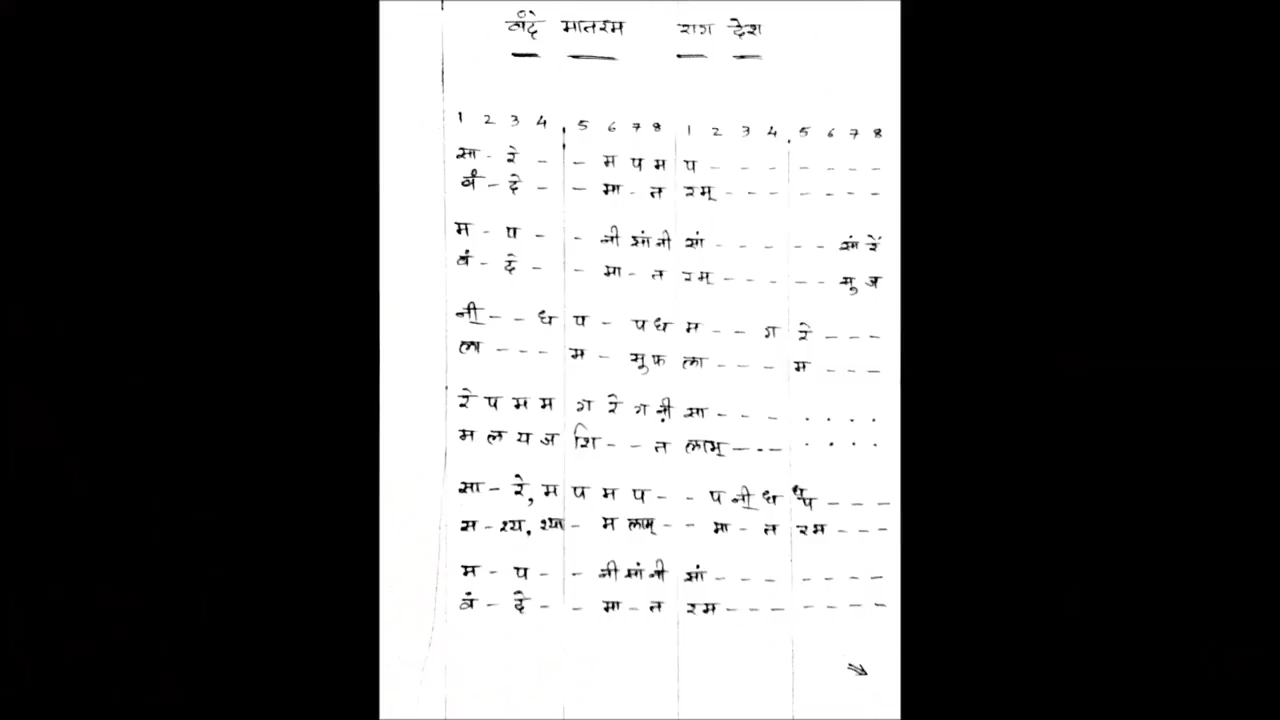 वंदे मातरम राग देश
1 2 3 4 5 6 7 8 1 2 3 4 5 6 7 8
सा - रे - - म प म प - - - - - - -
वं - दे - - मा - त रम् - - - - - - -
म - प - - नी सां नी सां - - - - - सां रें
वं - दे - - मा - त रम् - - - - - सु ज
नी॒ - - ध प - प ध म - - ग रे - - -
ला - - - म - सुफ ला - - - म - - -
रे प म म ग रे ग ऩी सा - - - . . . .
म ल य ज शि - - त लाम् - - - . . . .
सा - रे, म प म प - - प नी॒ ध धप - - -
स - श्य, श्या - म लाम् - - मा - त रम - - -
म - प - - नी सां नी सां - - - - - - -
वं - दे - - मा - त रम - - - - - - -